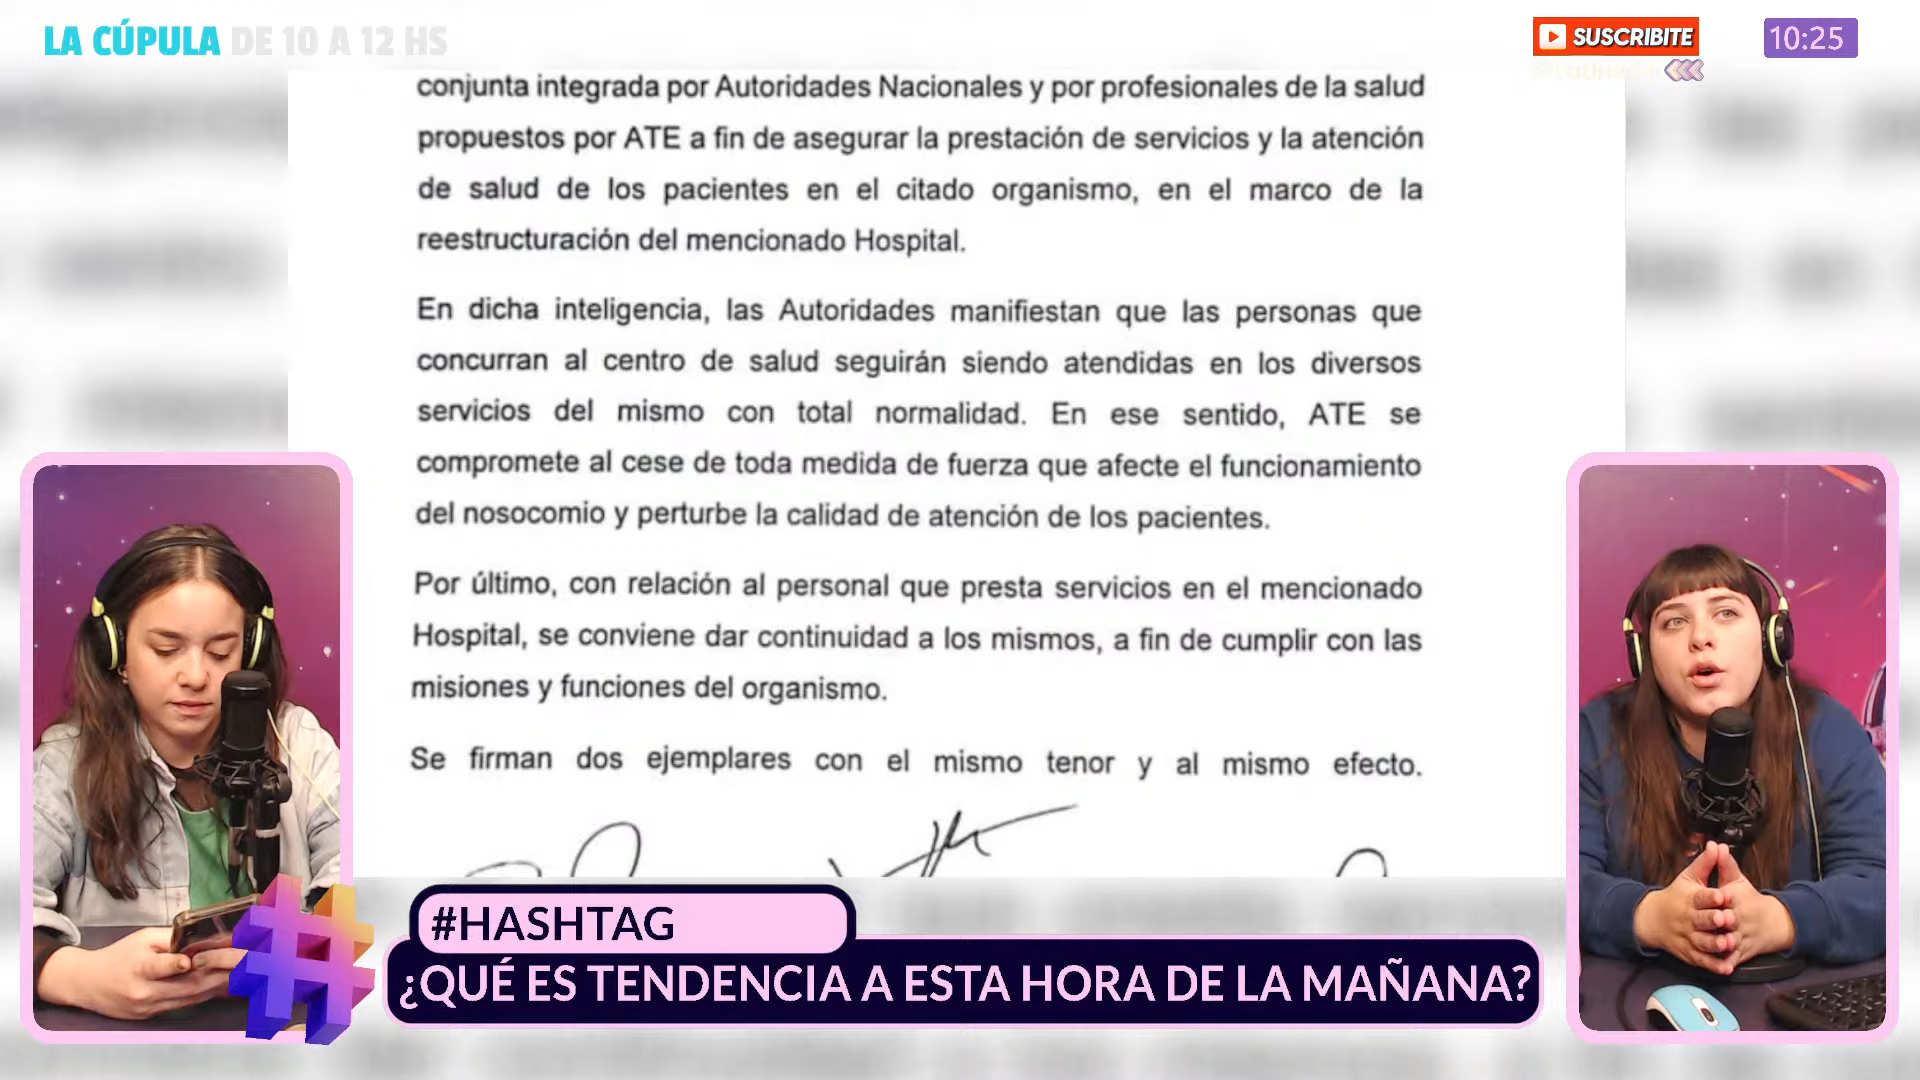 LA CÚPULA DE 10 A 12 HS
SUSCRIBITE
10:25
conjunta integrada por Autoridades Nacionales y por profesionales de la salud
propuestos por ATE a fin de asegurar la prestación de servicios y la atención
de salud de los pacientes en el citado organismo, en el marco de la
reestructuración del mencionado Hospital.
En dicha inteligencia, las Autoridades manifiestan que las personas que
concurran al centro de salud seguirán siendo atendidas en los diversos
servicios del mismo con total normalidad. En ese sentido, ATE se
compromete al cese de toda medida de fuerza que afecte el funcionamiento
del nosocomio y perturbe la calidad de atención de los pacientes.
Por último, con relación al personal que presta servicios en el mencionado
Hospital, se conviene dar continuidad a los mismos, a fin de cumplir con las
misiones y funciones del organismo.
Se firman dos ejemplares con el mismo tenor y al mismo efecto.
#HASHTAG
¿QUÉ ES TENDENCIA A ESTA HORA DE LA MAÑANA?